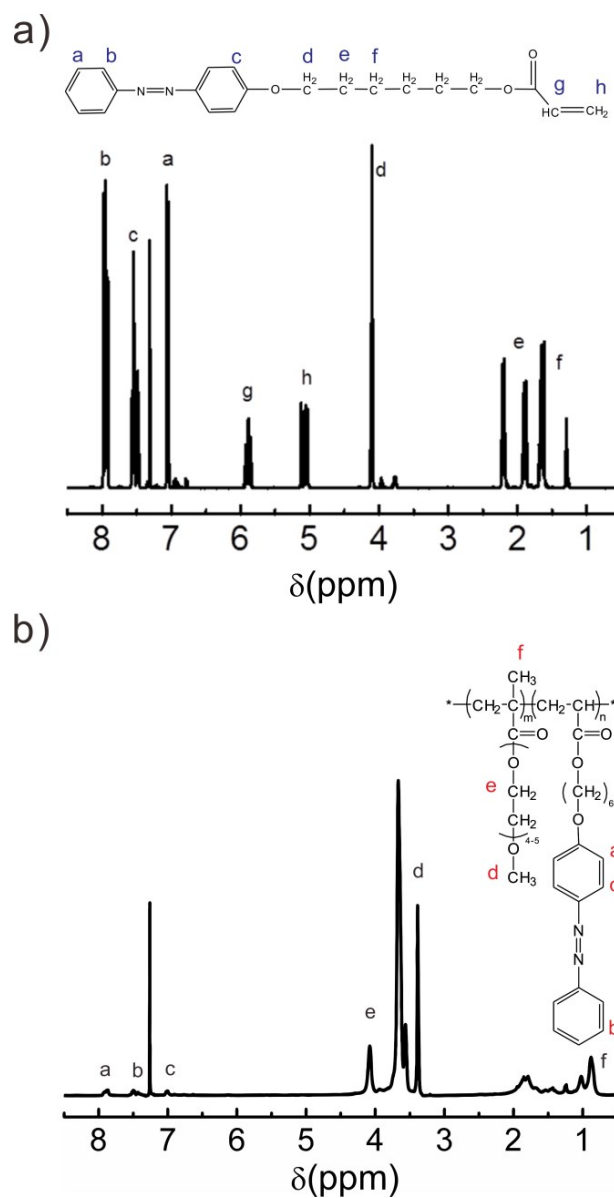 a)
O
a b c d e f
H₂ H₂ H₂ H₂ H₂ H₂
g h
N=N O C C C C C C O
C CH₂
H
a
b d
c
e
f
g h
8 7 6 5 4 3 2 1
δ(ppm)
b)
f
CH₃
*—(CH₂—C)m(CH₂—CH)n—*
C=O C=O
O O
e CH₂ (CH₂)6
CH₂ O
4-5
O a
d CH₃
N
N
d
e
b
a b c f
8 7 6 5 4 3 2 1
δ(ppm)